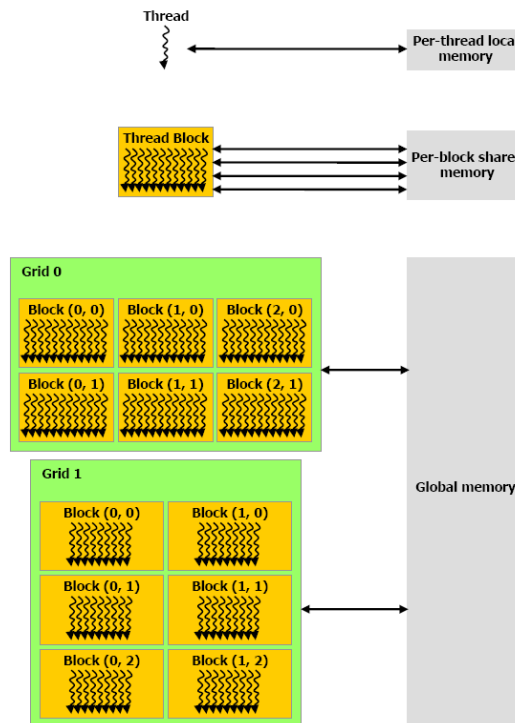 Thread
Per-thread local
memory
Thread Block
Per-block share
memory
Grid 0
Block (0, 0) Block (1, 0) Block (2, 0)
Block (0, 1) Block (1, 1) Block (2, 1)
Global memory
Grid 1
Block (0, 0) Block (1, 0)
Block (0, 1) Block (1, 1)
Block (0, 2) Block (1, 2)